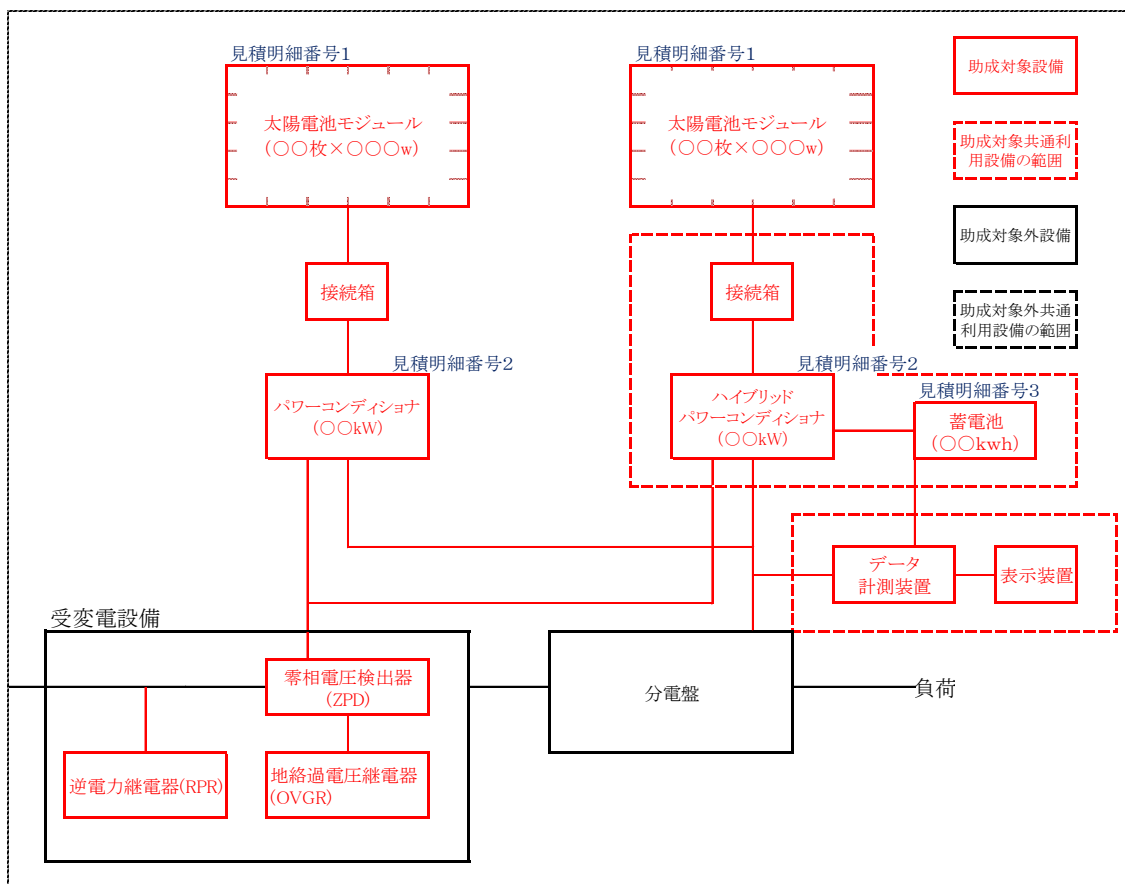 見積明細番号1
太陽電池モジュール
(○○枚×○○○w)
接続箱
見積明細番号2
パワーコンディショナ
(○○kW)
見積明細番号1
太陽電池モジュール
(○○枚×○○○w)
接続箱
見積明細番号2
ハイブリッド
パワーコンディショナ
(○○kW)
見積明細番号3
蓄電池
(○○kwh)
データ
計測装置
表示装置
助成対象設備
助成対象共通利
用設備の範囲
助成対象外設備
助成対象外共通
利用設備の範囲
受変電設備
零相電圧検出器
(ZPD)
逆電力継電器(RPR)
地絡過電圧継電器
(OVGR)
分電盤
負荷